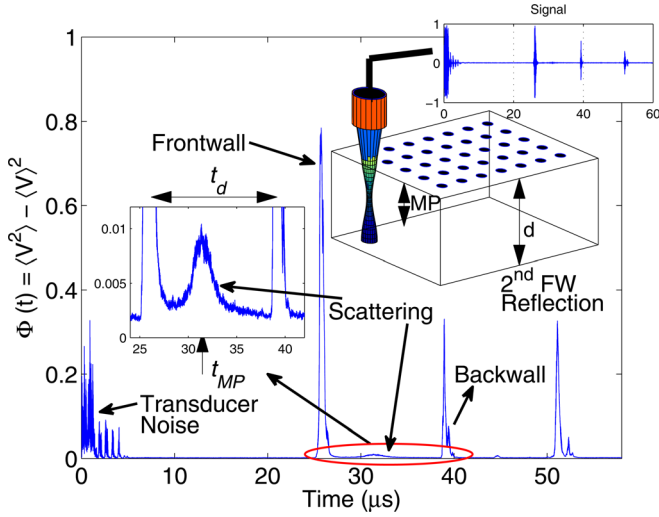 Signal
1
0
-1
0 20 40 60
1
0.8
0.6
0.4
0.2
0
Φ (t) = ⟨V²⟩ − ⟨V⟩²
Frontwall
t_d
0.01
0.005
0
25 30 35 40
t_MP
MP
d
2nd FW
Reflection
Scattering
Backwall
Transducer
Noise
0 10 20 30 40 50
Time (μs)